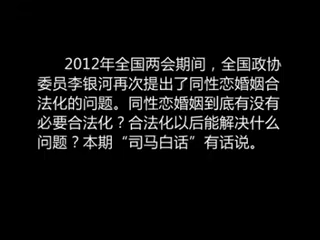 2012年全国两会期间，全国政协
委员李银河再次提出了同性恋婚姻合
法化的问题。同性恋婚姻到底有没有
必要合法化？合法化以后能解决什么
问题？本期“司马白话”有话说。